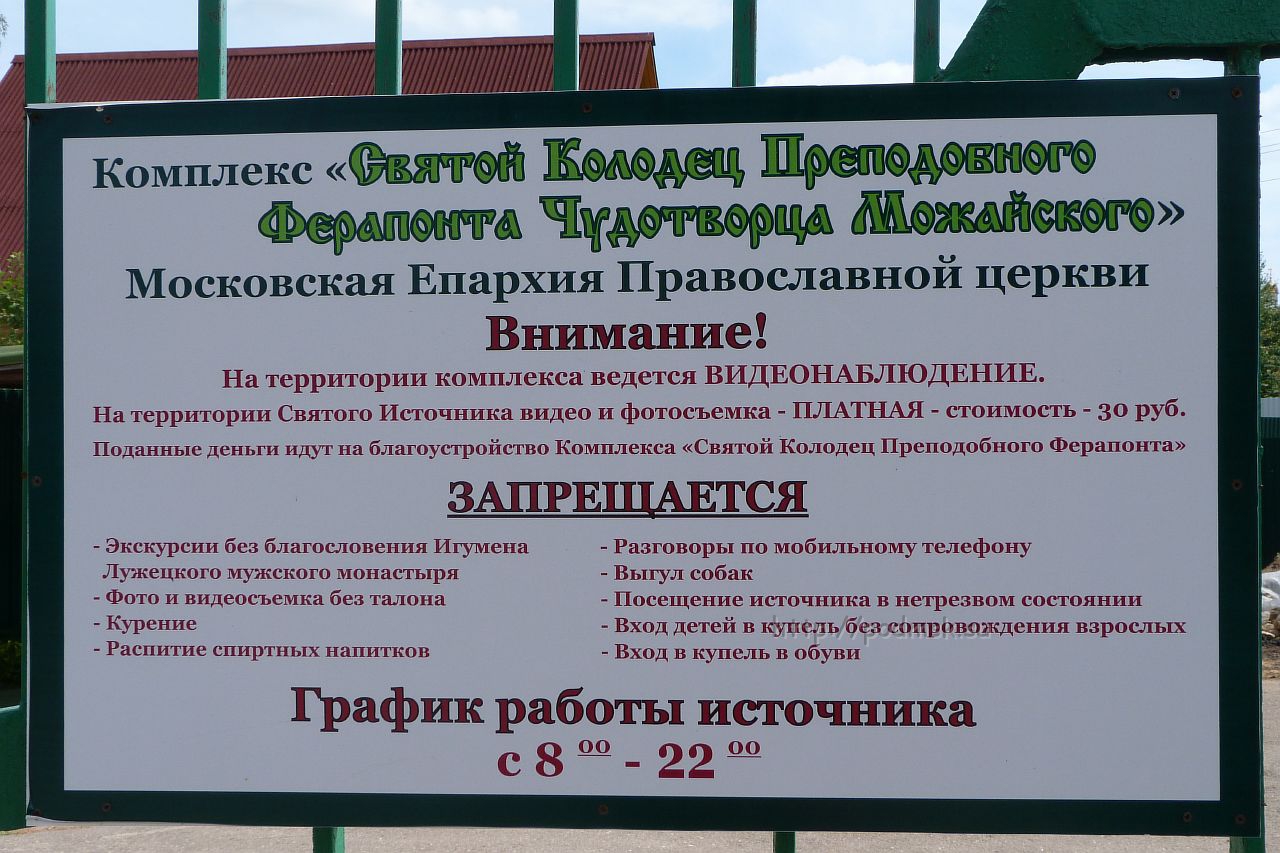 Комплекс «Святой Колодец Преподобного
Ферапонта Чудотворца Можайского»
Московская Епархия Православной церкви
Внимание!
На территории комплекса ведется ВИДЕОНАБЛЮДЕНИЕ.
На территории Святого Источника видео и фотосъемка - ПЛАТНАЯ - стоимость - 30 руб.
Поданные деньги идут на благоустройство Комплекса «Святой Колодец Преподобного Ферапонта»
ЗАПРЕЩАЕТСЯ
- Экскурсии без благословения Игумена
Лужецкого мужского монастыря
- Фото и видеосъемка без талона
- Курение
- Распитие спиртных напитков
- Разговоры по мобильному телефону
- Выгул собак
- Посещение источника в нетрезвом состоянии
- Вход детей в купель без сопровождения взрослых
- Вход в купель в обуви
График работы источника
с 8 00 - 22 00